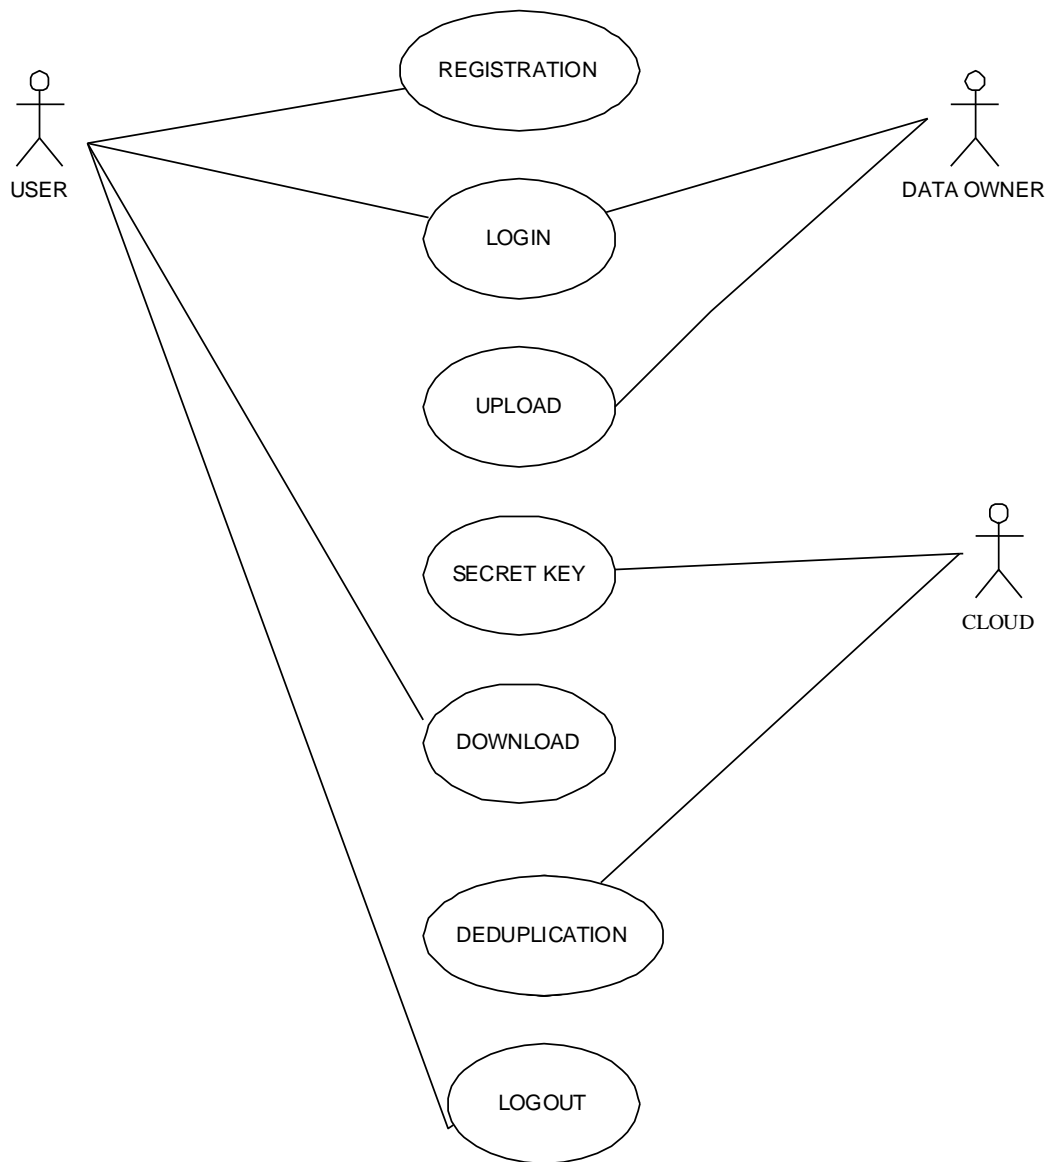 REGISTRATION
USER
DATA OWNER
LOGIN
UPLOAD
SECRET KEY
CLOUD
DOWNLOAD
DEDUPLICATION
LOGOUT